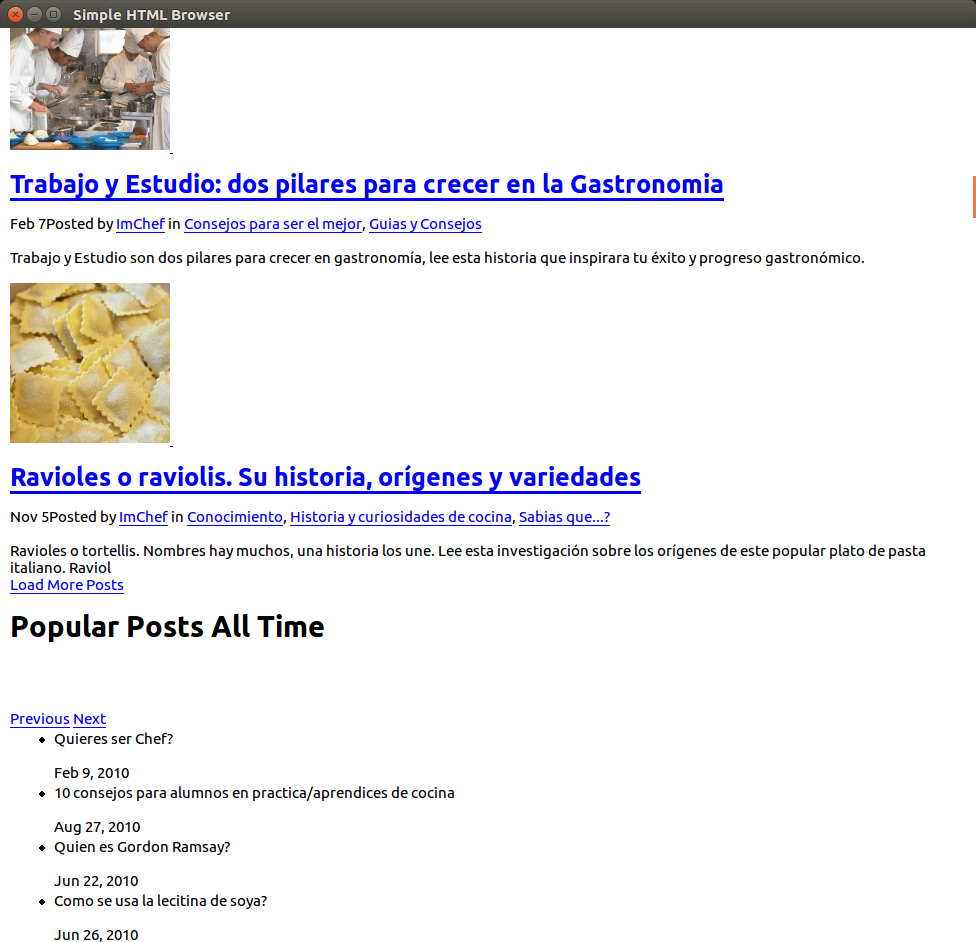 Simple HTML Browser
Trabajo y Estudio: dos pilares para crecer en la Gastronomia
Feb 7Posted by ImChef in Consejos para ser el mejor, Guias y Consejos
Trabajo y Estudio son dos pilares para crecer en gastronomía, lee esta historia que inspirara tu éxito y progreso gastronómico.
Ravioles o raviolis. Su historia, orígenes y variedades
Nov 5Posted by ImChef in Conocimiento, Historia y curiosidades de cocina, Sabias que...?
Ravioles o tortellis. Nombres hay muchos, una historia los une. Lee esta investigación sobre los orígenes de este popular plato de pasta
italiano. Raviol
Load More Posts
Popular Posts All Time
Previous Next
Quieres ser Chef?
Feb 9, 2010
10 consejos para alumnos en practica/aprendices de cocina
Aug 27, 2010
Quien es Gordon Ramsay?
Jun 22, 2010
Como se usa la lecitina de soya?
Jun 26, 2010